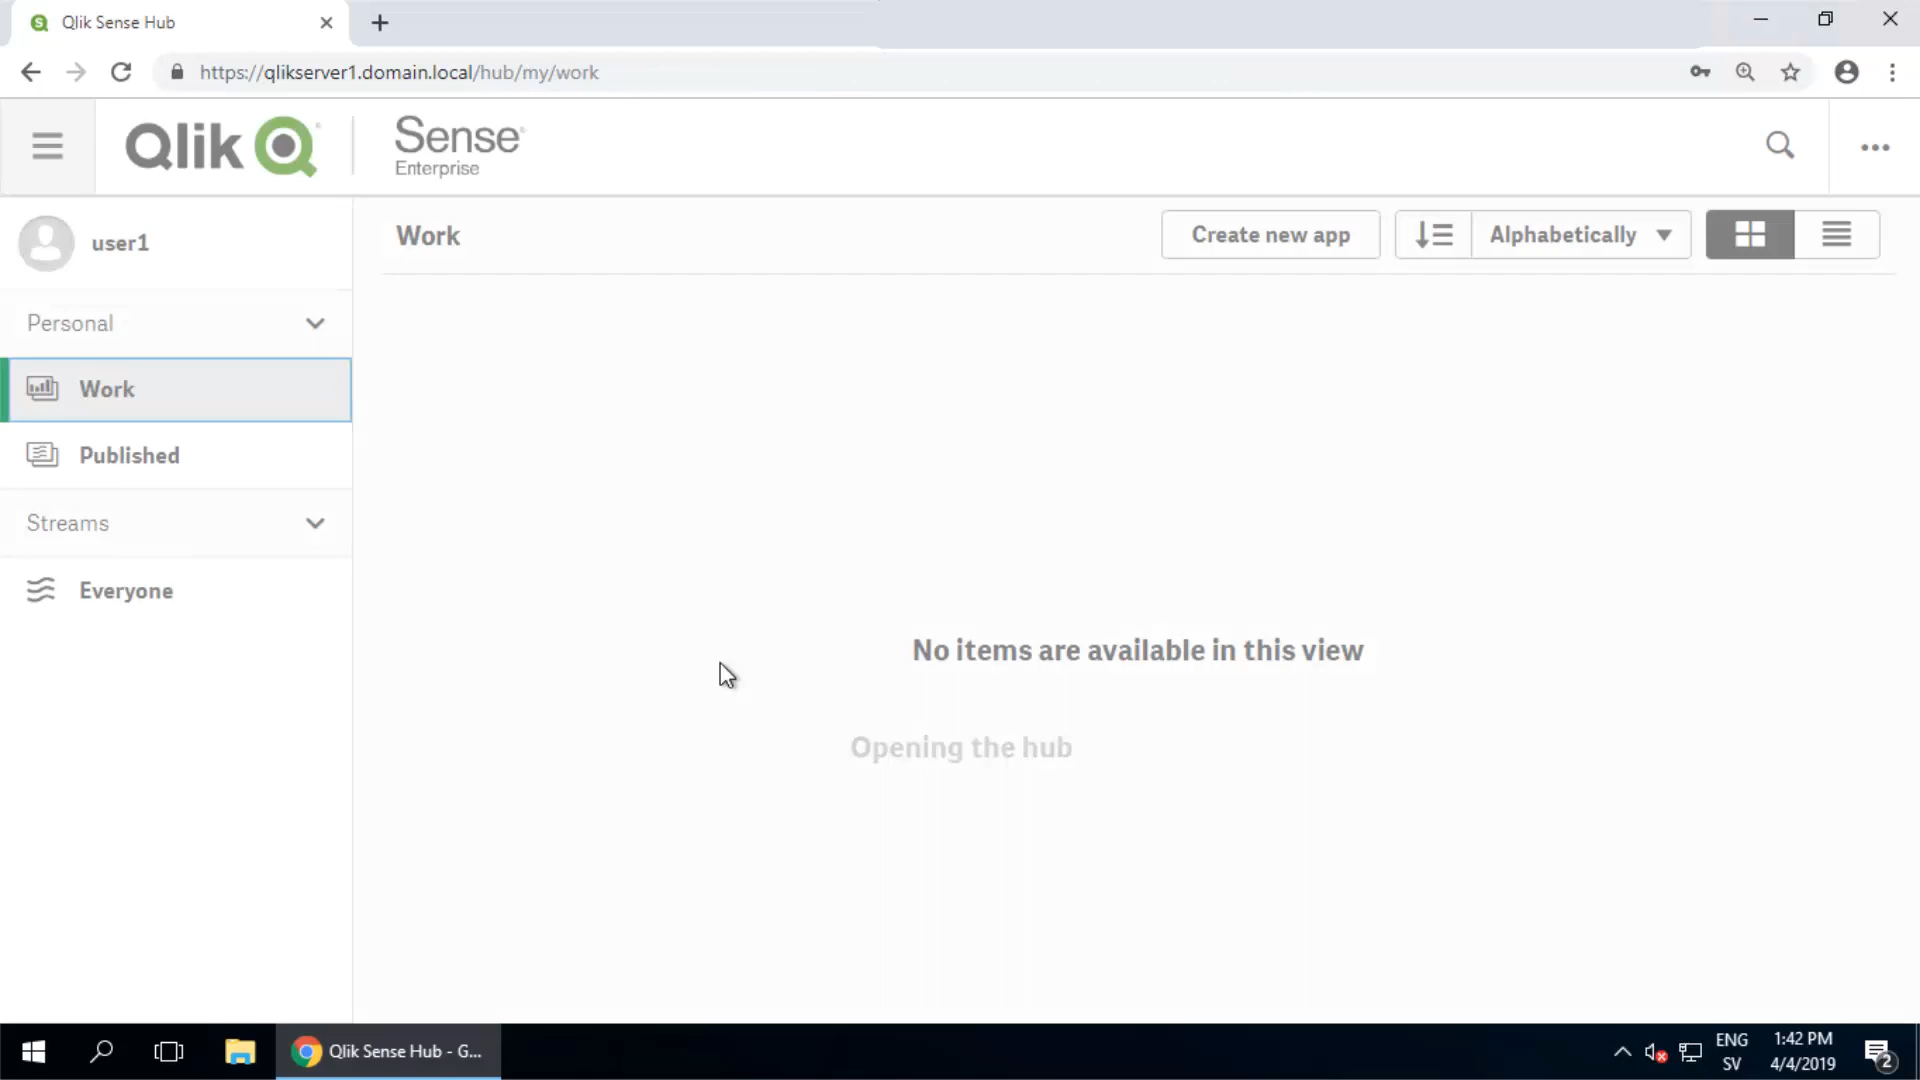 Qlik Sense Hub
https://qlikserver1.domain.local/hub/my/work
Qlik
Sense
Enterprise
user1
Work
Create new app
Alphabetically
Personal
Work
Published
Streams
Everyone
No items are available in this view
Opening the hub
Qlik Sense Hub - G...
ENG
SV
1:42 PM
4/4/2019
2